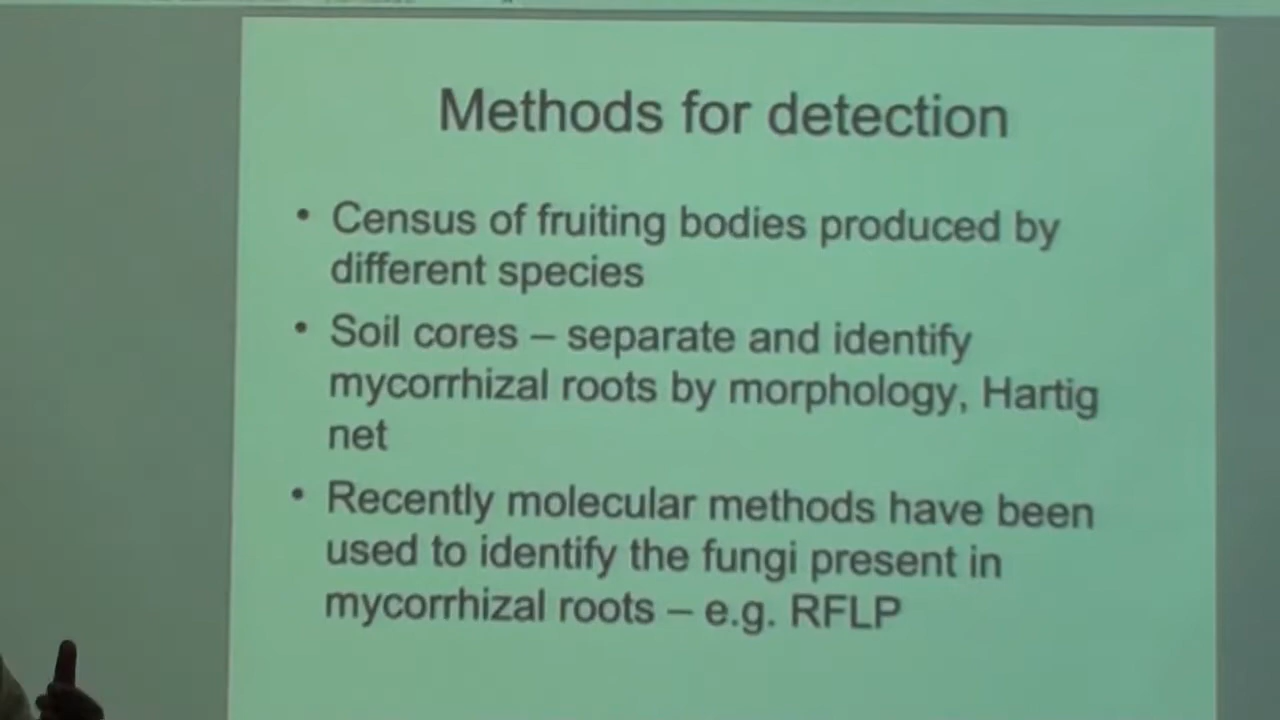 Methods for detection
• Census of fruiting bodies produced by
different species
• Soil cores – separate and identify
mycorrhizal roots by morphology, Hartig
net
• Recently molecular methods have been
used to identify the fungi present in
mycorrhizal roots – e.g. RFLP